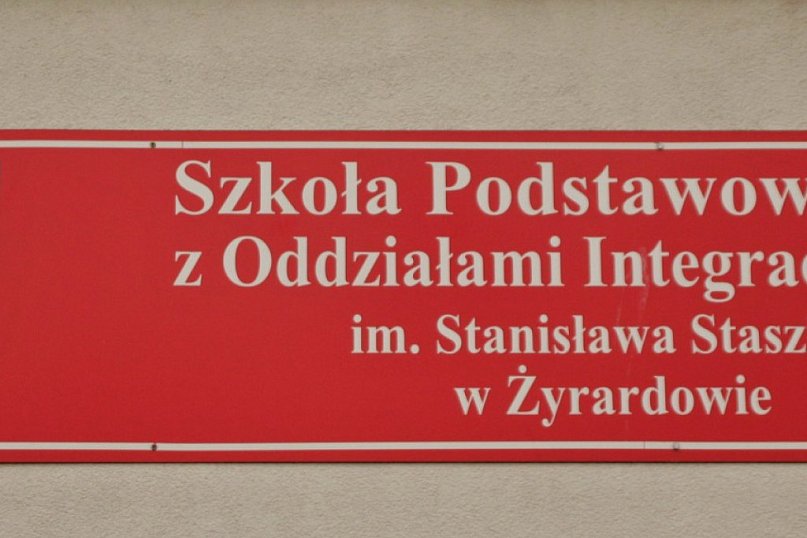 Szkoła Podstawow
z Oddziałami Integrac
im. Stanisława Stasz
w Żyrardowie